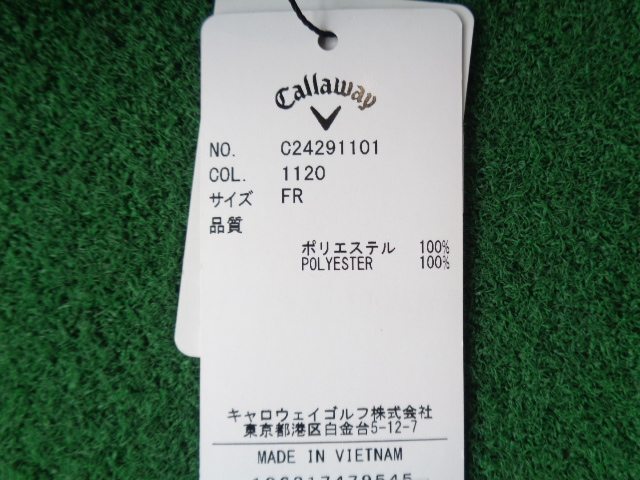 Callaway
NO. C24291101
COL. 1120
サイズ FR
品質
ポリエステル 100%
POLYESTER 100%
キャロウェイゴルフ株式会社
東京都港区白金台5-12-7
MADE IN VIETNAM